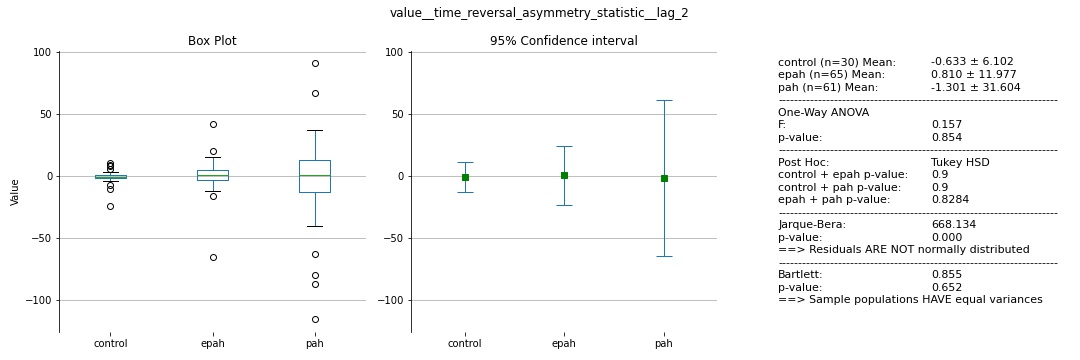 value__time_reversal_asymmetry_statistic__lag_2
Box Plot
Value
100
50
0
−50
−100
control epah pah
95% Confidence interval
100
50
0
−50
−100
control epah pah
control (n=30) Mean: -0.633 ± 6.102
epah (n=65) Mean: 0.810 ± 11.977
pah (n=61) Mean: -1.301 ± 31.604
One-Way ANOVA
F: 0.157
p-value: 0.854
Post Hoc: Tukey HSD
control + epah p-value: 0.9
control + pah p-value: 0.9
epah + pah p-value: 0.8284
Jarque-Bera: 668.134
p-value: 0.000
==> Residuals ARE NOT normally distributed
Bartlett: 0.855
p-value: 0.652
==> Sample populations HAVE equal variances